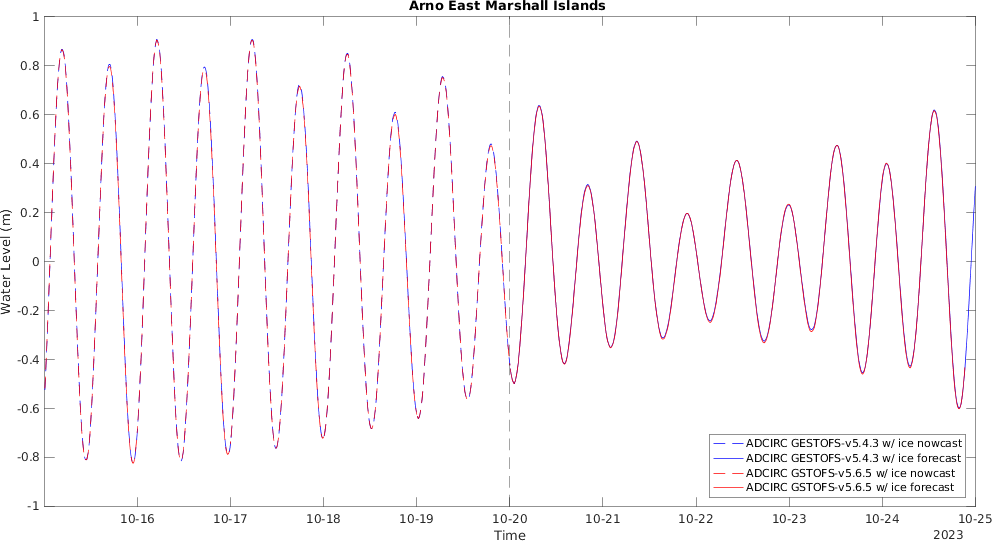 Arno East Marshall Islands
1
0.8
0.6
0.4
0.2
0
-0.2
-0.4
-0.6
-0.8
-1
Water Level (m)
ADCIRC GESTOFS-v5.4.3 w/ ice nowcast
ADCIRC GESTOFS-v5.4.3 w/ ice forecast
ADCIRC GSTOFS-v5.6.5 w/ ice nowcast
ADCIRC GSTOFS-v5.6.5 w/ ice forecast
10-16 10-17 10-18 10-19 10-20 10-21 10-22 10-23 10-24 10-25
Time
2023